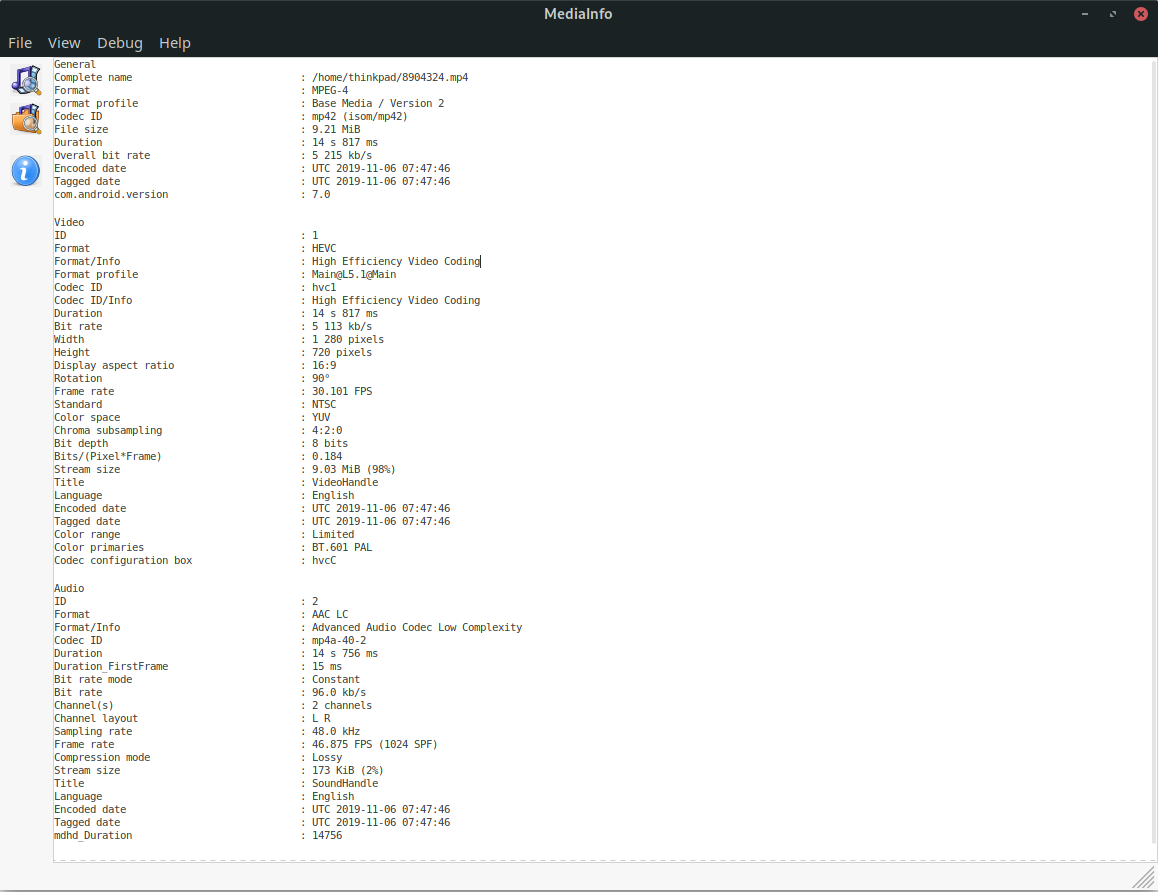 MediaInfo
File View Debug Help
General
Complete name : /home/thinkpad/8904324.mp4
Format : MPEG-4
Format profile : Base Media / Version 2
Codec ID : mp42 (isom/mp42)
File size : 9.21 MiB
Duration : 14 s 817 ms
Overall bit rate : 5 215 kb/s
Encoded date : UTC 2019-11-06 07:47:46
Tagged date : UTC 2019-11-06 07:47:46
com.android.version : 7.0
Video
ID : 1
Format : HEVC
Format/Info : High Efficiency Video Coding
Format profile : Main@L5.1@Main
Codec ID : hvc1
Codec ID/Info : High Efficiency Video Coding
Duration : 14 s 817 ms
Bit rate : 5 113 kb/s
Width : 1 280 pixels
Height : 720 pixels
Display aspect ratio : 16:9
Rotation : 90°
Frame rate : 30.101 FPS
Standard : NTSC
Color space : YUV
Chroma subsampling : 4:2:0
Bit depth : 8 bits
Bits/(Pixel*Frame) : 0.184
Stream size : 9.03 MiB (98%)
Title : VideoHandle
Language : English
Encoded date : UTC 2019-11-06 07:47:46
Tagged date : UTC 2019-11-06 07:47:46
Color range : Limited
Color primaries : BT.601 PAL
Codec configuration box : hvcC
Audio
ID : 2
Format : AAC LC
Format/Info : Advanced Audio Codec Low Complexity
Codec ID : mp4a-40-2
Duration : 14 s 756 ms
Duration_FirstFrame : 15 ms
Bit rate mode : Constant
Bit rate : 96.0 kb/s
Channel(s) : 2 channels
Channel layout : L R
Sampling rate : 48.0 kHz
Frame rate : 46.875 FPS (1024 SPF)
Compression mode : Lossy
Stream size : 173 KiB (2%)
Title : SoundHandle
Language : English
Encoded date : UTC 2019-11-06 07:47:46
Tagged date : UTC 2019-11-06 07:47:46
mdhd_Duration : 14756